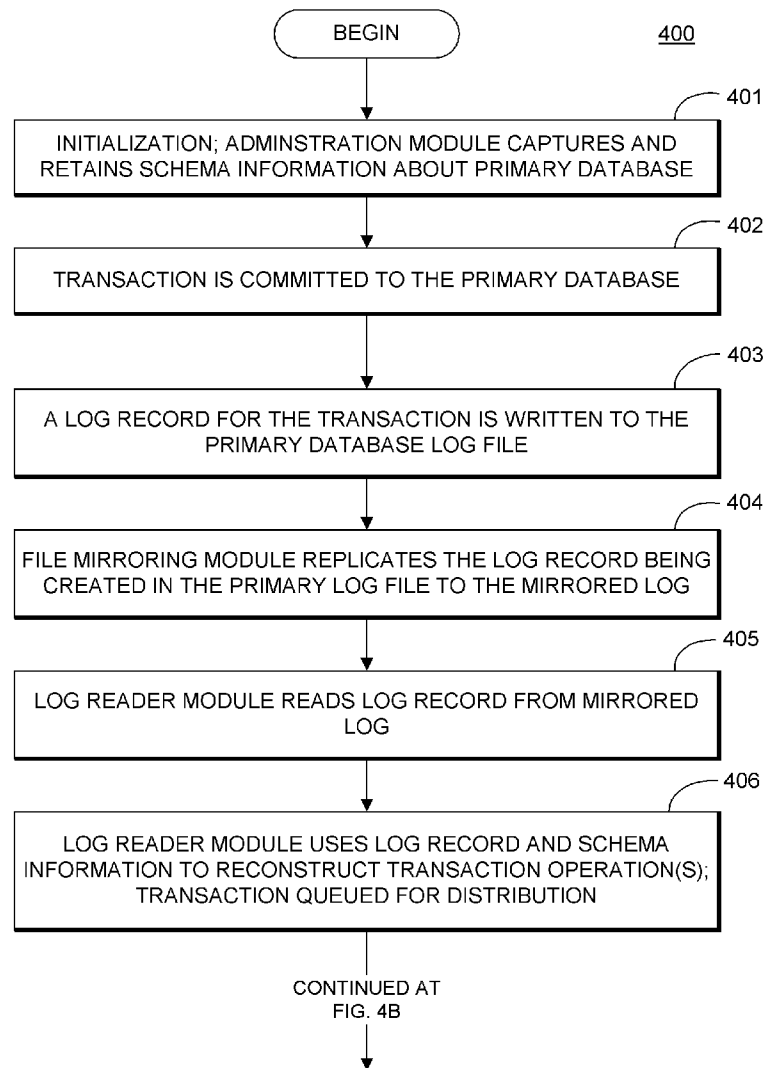 BEGIN
400
401
INITIALIZATION; ADMINSTRATION MODULE CAPTURES AND
RETAINS SCHEMA INFORMATION ABOUT PRIMARY DATABASE
402
TRANSACTION IS COMMITTED TO THE PRIMARY DATABASE
403
A LOG RECORD FOR THE TRANSACTION IS WRITTEN TO THE
PRIMARY DATABASE LOG FILE
404
FILE MIRRORING MODULE REPLICATES THE LOG RECORD BEING
CREATED IN THE PRIMARY LOG FILE TO THE MIRRORED LOG
405
LOG READER MODULE READS LOG RECORD FROM MIRRORED
LOG
406
LOG READER MODULE USES LOG RECORD AND SCHEMA
INFORMATION TO RECONSTRUCT TRANSACTION OPERATION(S);
TRANSACTION QUEUED FOR DISTRIBUTION
CONTINUED AT
FIG. 4B